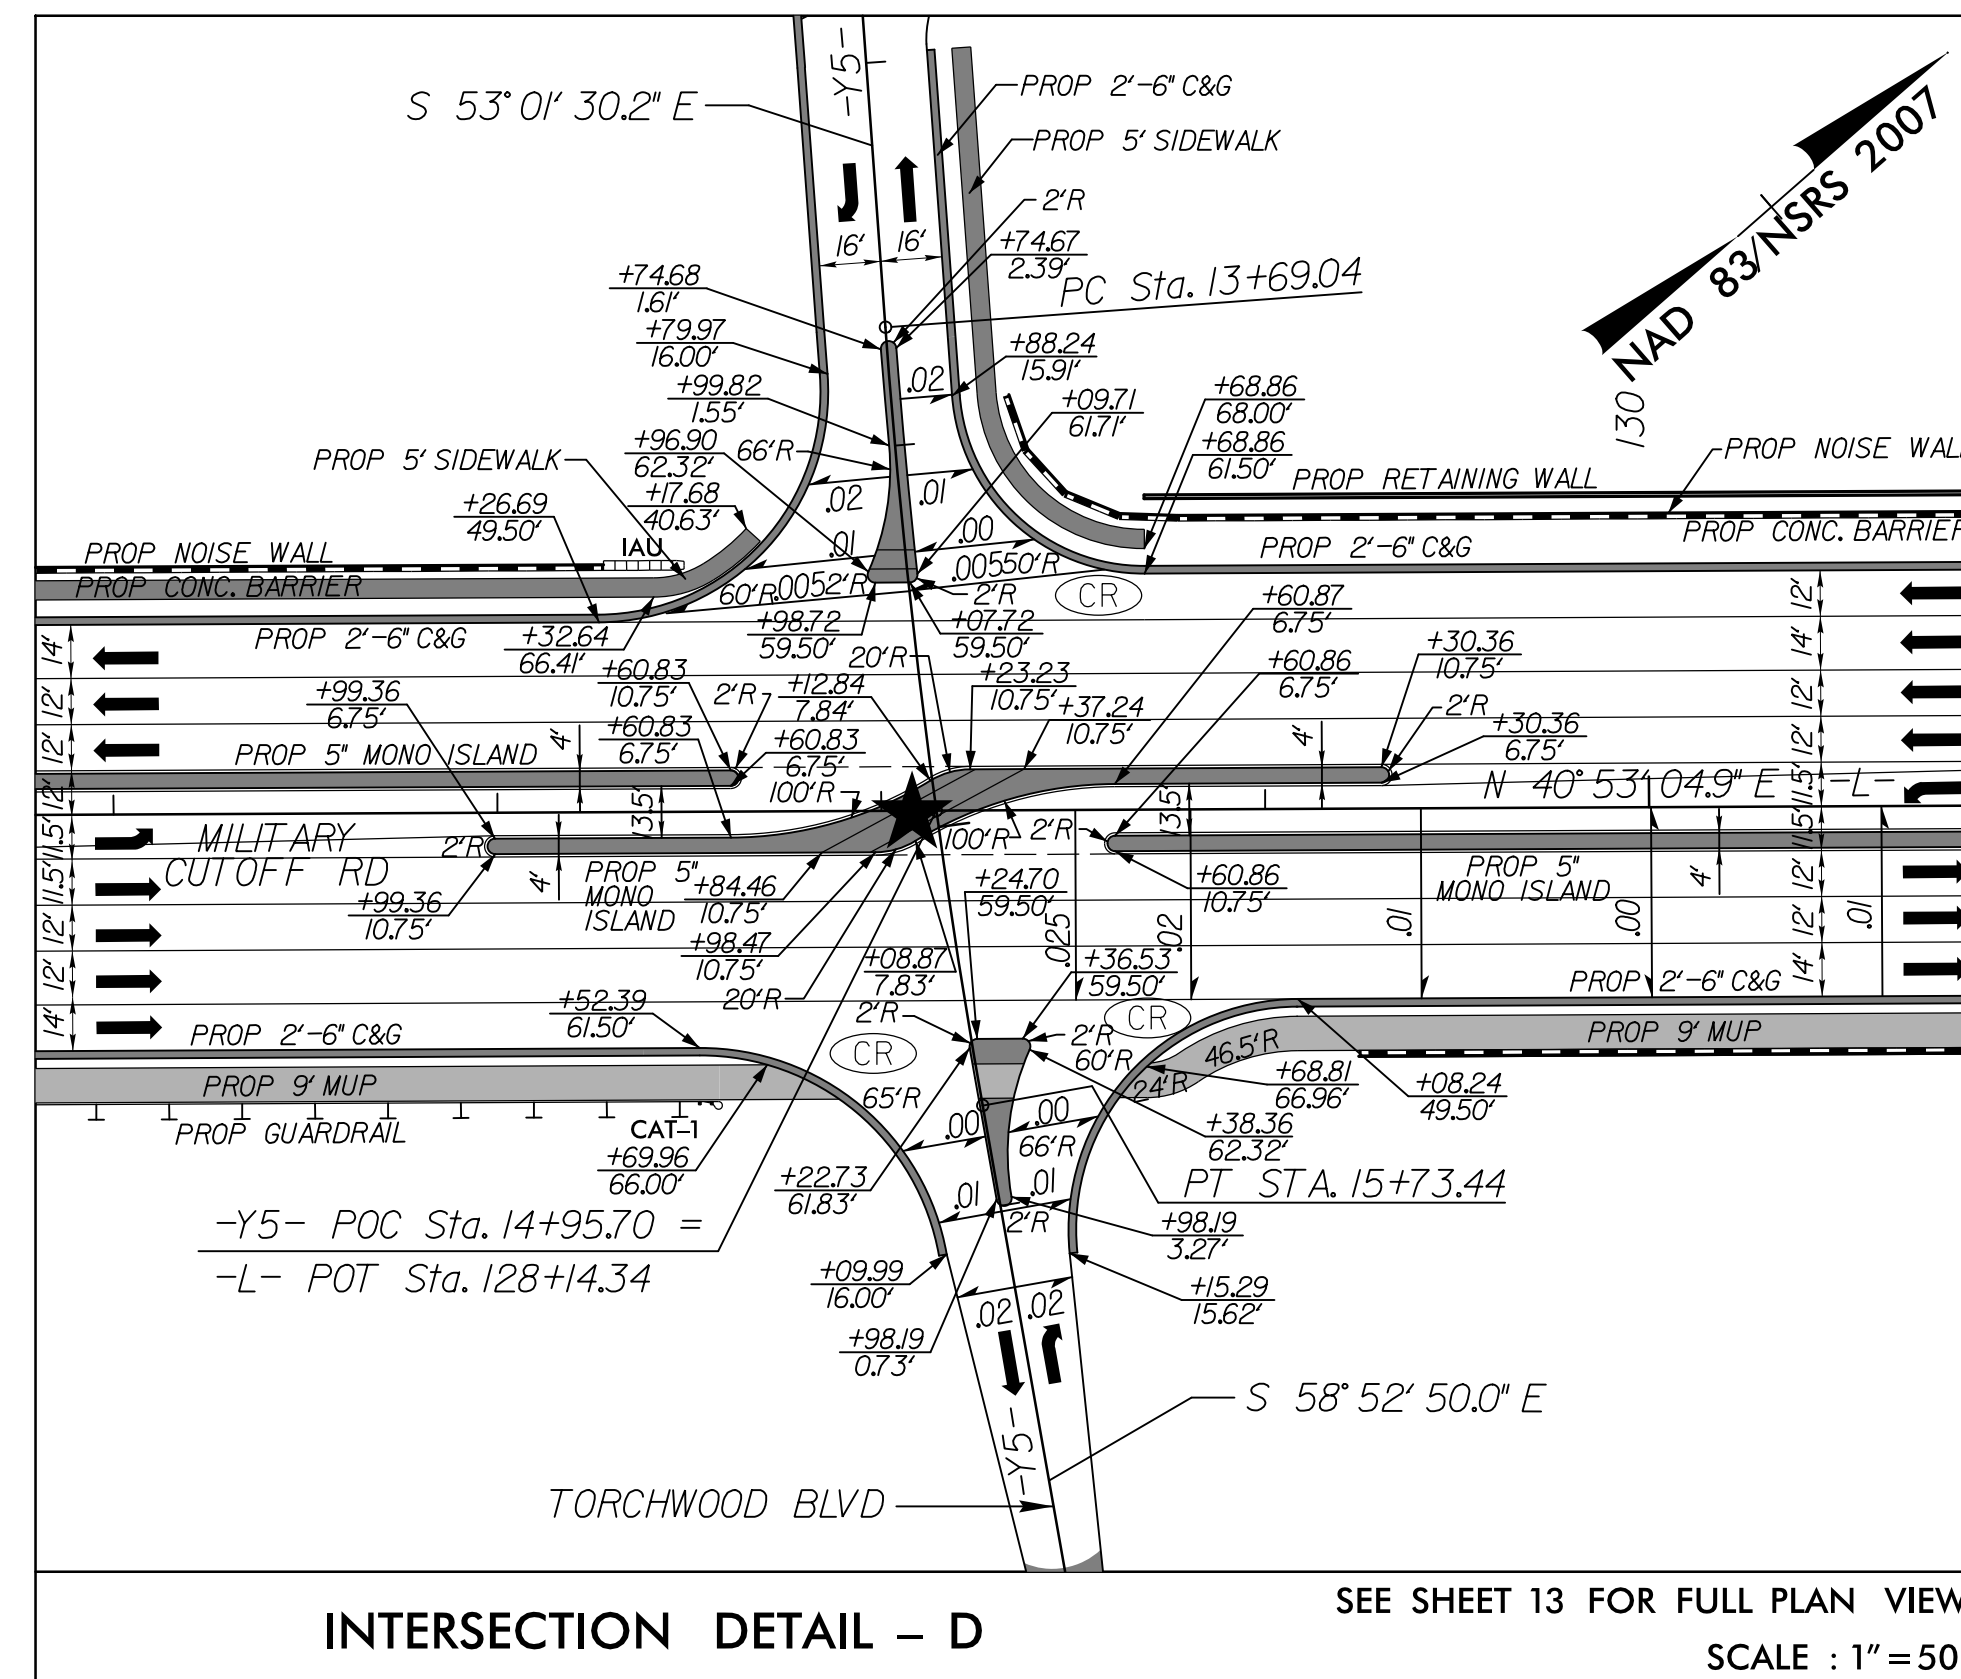 -Y5-
S 53° 01' 30.2" E
PROP 2'-6" C&G
PROP 5' SIDEWALK
NAD 83/NSRS 2007
2'R
16'
16'
+74.67
2.39'
+74.68
1.61'
PC Sta. 13+69.04
+79.97
16.00'
+88.24
15.91'
.02
+99.82
1.55'
+09.71
61.71'
+68.86
68.00'
130
+96.90
62.32'
66'R
+68.86
61.50'
PROP 5' SIDEWALK
PROP NOISE WAL
PROP RETAINING WALL
+26.69
49.50'
+17.68
40.63'
.02
.01
IAU
.01
.00
PROP NOISE WALL
PROP CONC. BARRIER
PROP 2'-6" C&G
PROP CONC. BARRIER
60'R
.00
52'R
.005
50'R
2'R
CR
PROP 2'-6" C&G
+32.64
66.41'
+98.72
59.50'
+07.72
59.50'
+60.87
6.75'
12'
14'
14'
+60.83
10.75'
20'R
+30.36
10.75'
+99.36
6.75'
2'R
+12.84
7.84'
+23.23
10.75'
+60.86
6.75'
12'
12'
2'R
+60.83
6.75'
+37.24
10.75'
+30.36
6.75'
PROP 5" MONO ISLAND
4'
+60.83
6.75'
4'
12'
12'
100'R
N 40° 53' 04.9" E
-L-
11.5'
12'
13.5'
13.5'
MILITARY
CUTOFF RD
2'R
100'R
2'R
11.5'
11.5'
PROP 5"
MONO
ISLAND
4'
+84.46
10.75'
+24.70
59.50'
+60.86
10.75'
PROP 5"
MONO ISLAND
4'
12'
11.5'
+99.36
10.75'
.025
.02
.01
.00
.01
12'
12'
+98.47
10.75'
+08.87
7.83'
+36.53
59.50'
14'
12'
20'R
PROP 2'-6" C&G
+52.39
61.50'
2'R
CR
14'
PROP 2'-6" C&G
CR
2'R
60'R
46.5'R
PROP 9' MUP
PROP 9' MUP
65'R
24'R
+68.81
66.96'
+08.24
49.50'
PROP GUARDRAIL
CAT-1
.00
.00
66'R
+38.36
62.32'
+69.96
66.00'
+22.73
61.83'
.01
.01
PT STA. 15+73.44
-Y5- POC Sta. 14+95.70 =
-L- POT Sta. 128+14.34
2'R
+98.19
3.27'
+09.99
16.00'
+15.29
15.62'
.02
.02
+98.19
0.73'
S 58° 52' 50.0" E
-Y5-
TORCHWOOD BLVD
INTERSECTION DETAIL – D
SEE SHEET 13 FOR FULL PLAN VIEW
SCALE : 1" = 50